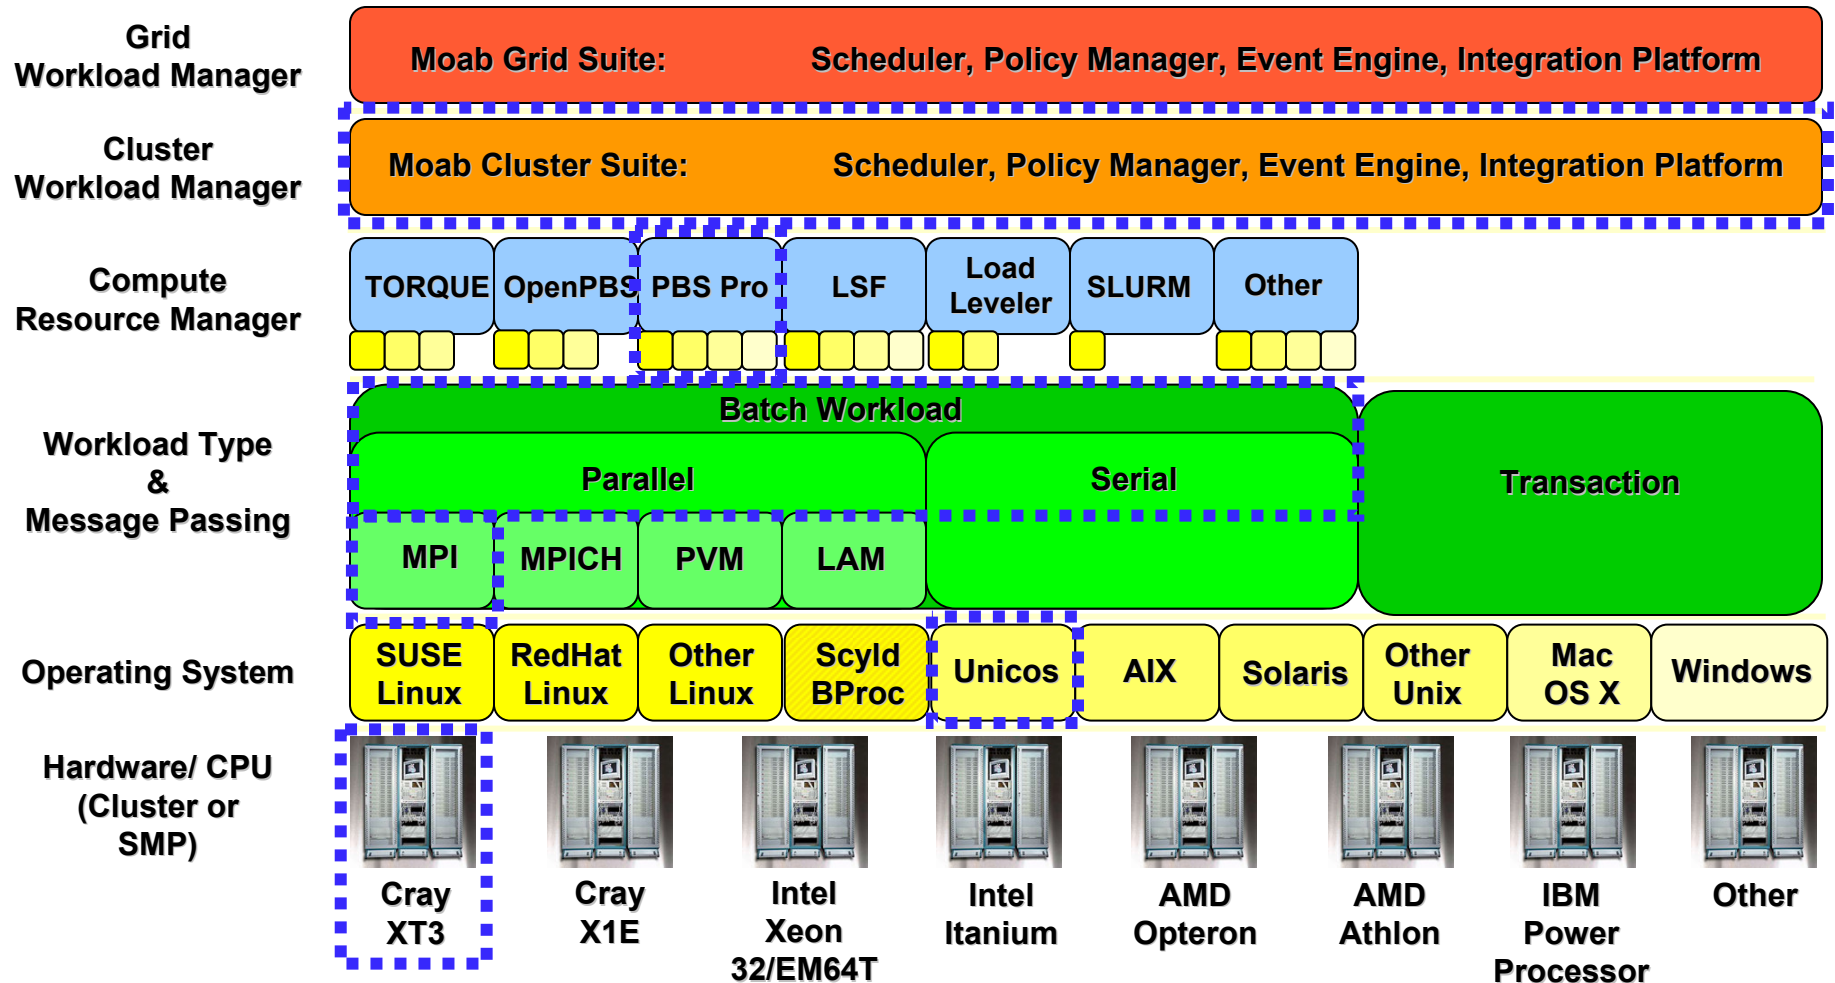 Grid
Workload Manager
Moab Grid Suite: Scheduler, Policy Manager, Event Engine, Integration Platform
Cluster
Workload Manager
Moab Cluster Suite: Scheduler, Policy Manager, Event Engine, Integration Platform
Compute
Resource Manager
TORQUE
OpenPBS
PBS Pro
LSF
Load
Leveler
SLURM
Other
Workload Type
&
Message Passing
Batch Workload
Parallel
Serial
Transaction
MPI
MPICH
PVM
LAM
Operating System
SUSE
Linux
RedHat
Linux
Other
Linux
Scyld
BProc
Unicos
AIX
Solaris
Other
Unix
Mac
OS X
Windows
Hardware/ CPU
(Cluster or
SMP)
Cray
XT3
Cray
X1E
Intel
Xeon
32/EM64T
Intel
Itanium
AMD
Opteron
AMD
Athlon
IBM
Power
Processor
Other